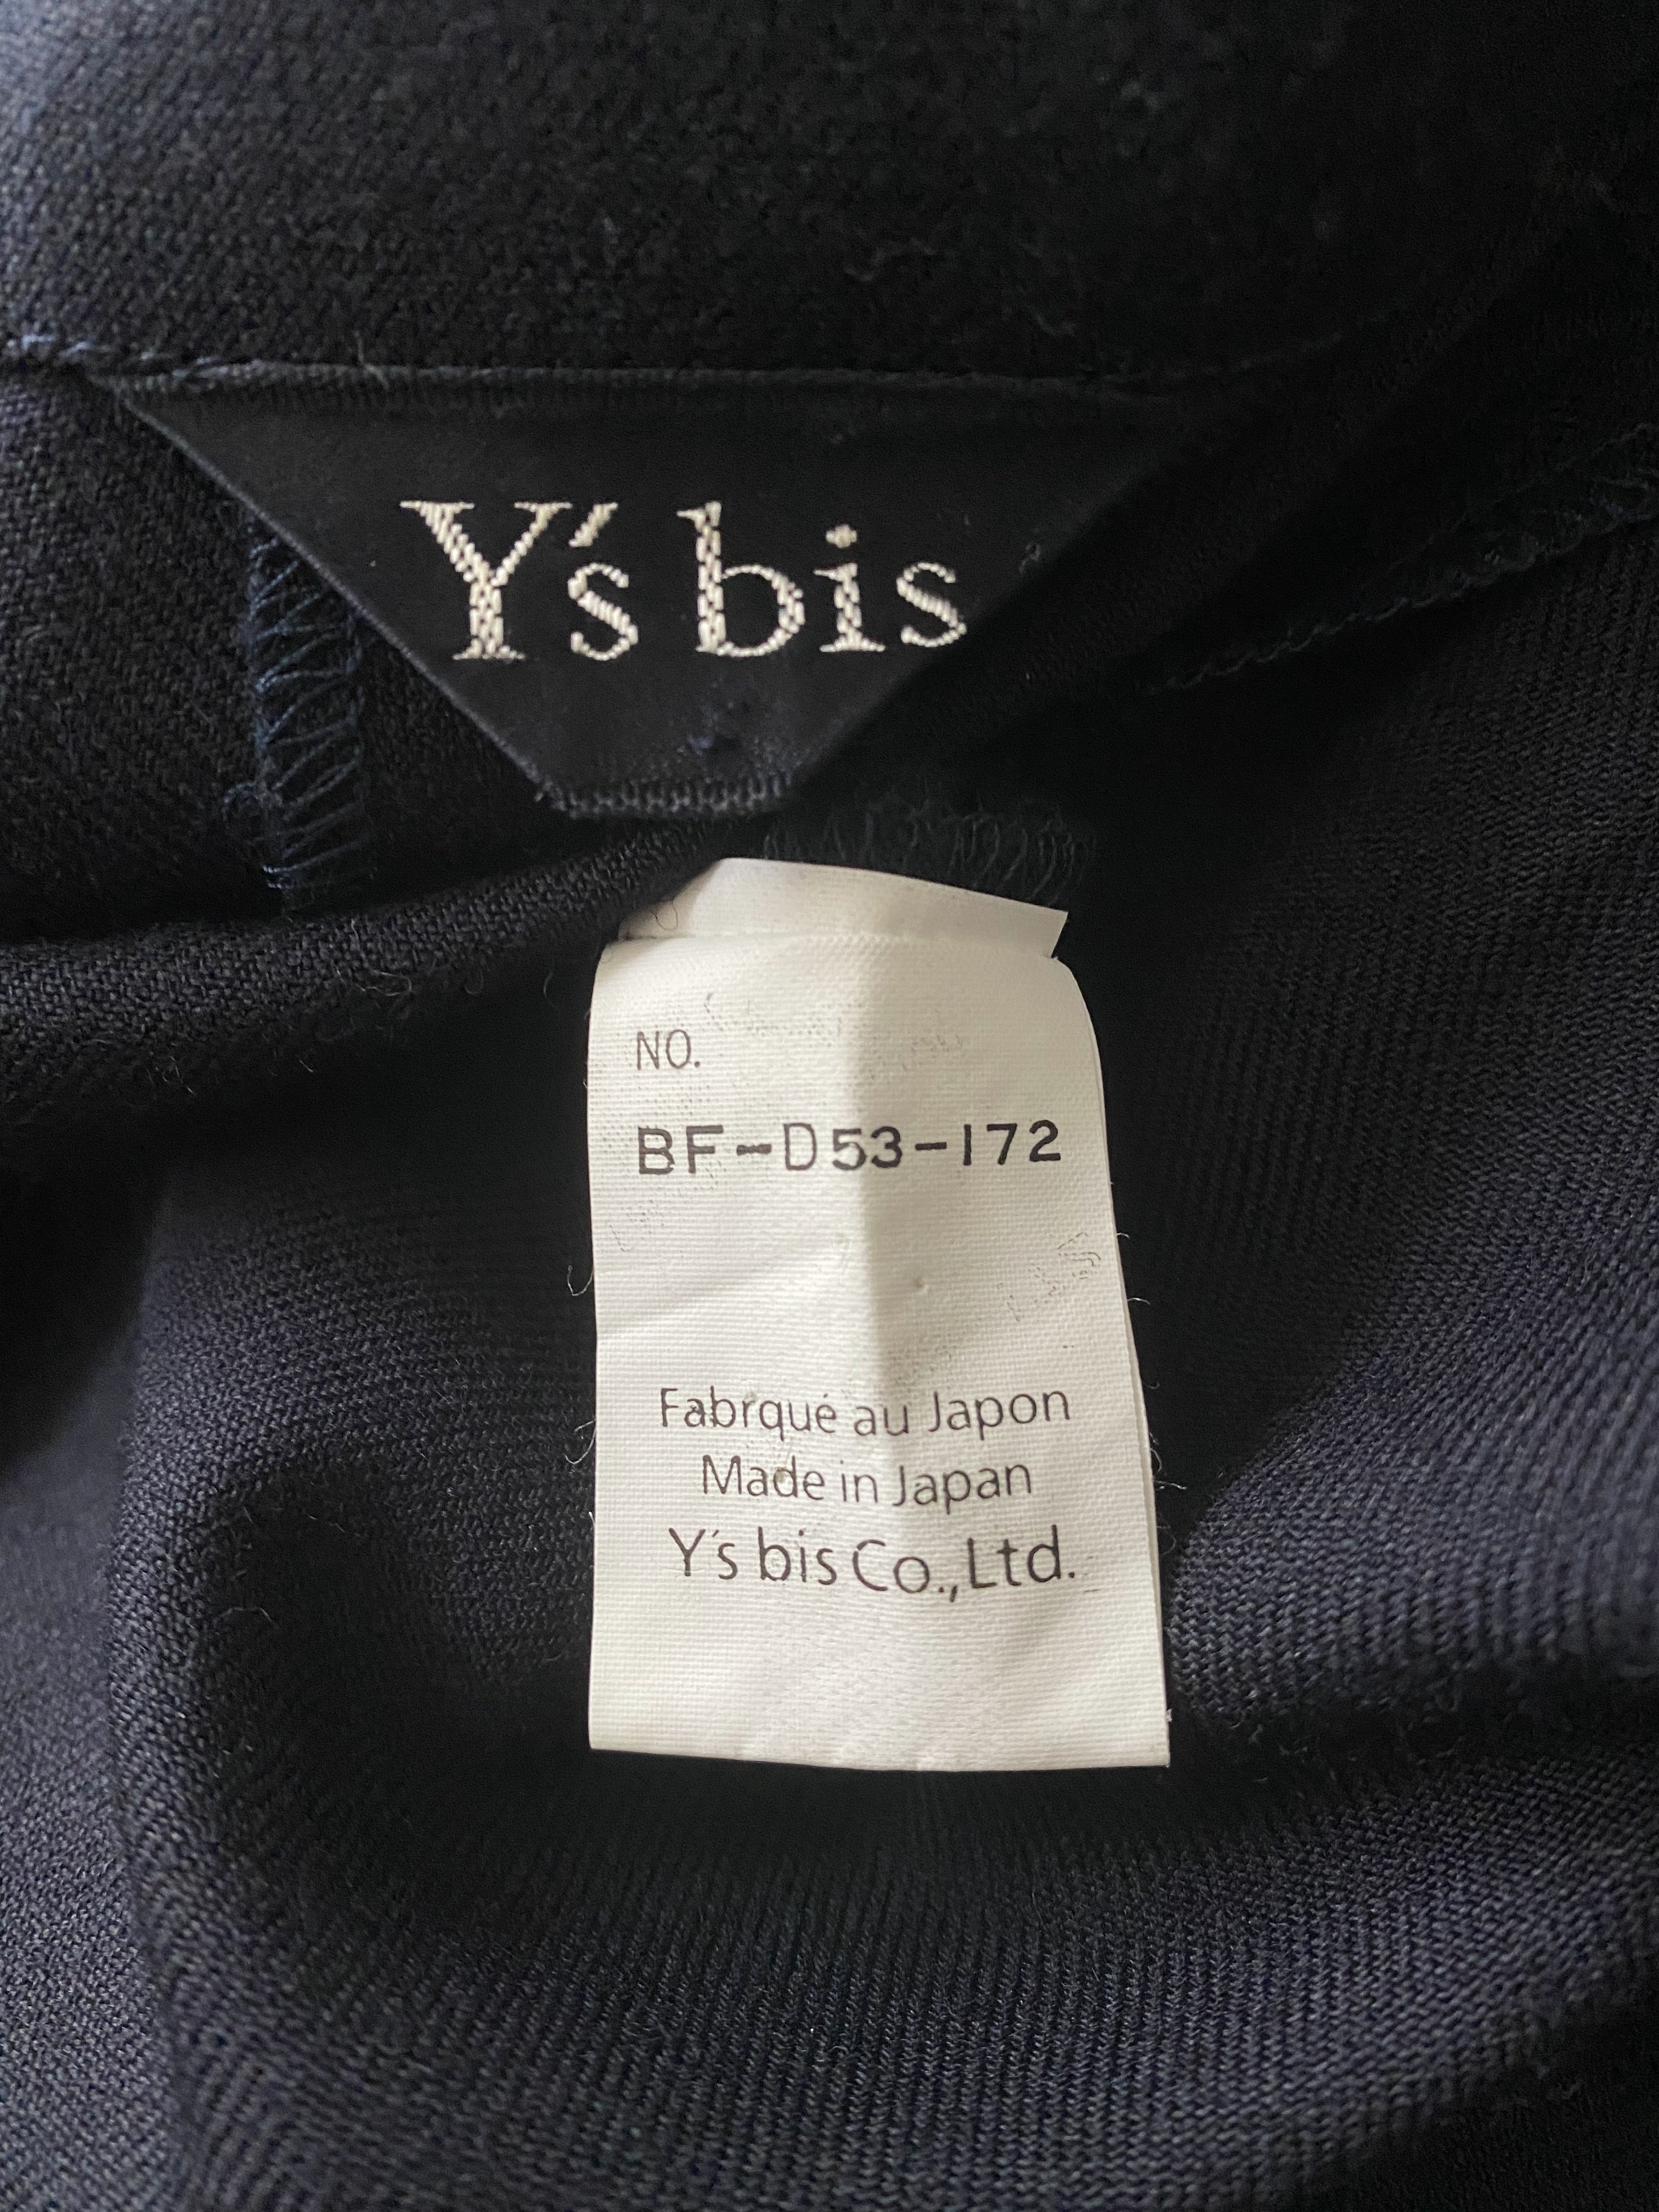 Y's bis
NO.
BF-D53-172
Fabrqué au Japon
Made in Japan
Y's bis Co.,Ltd.